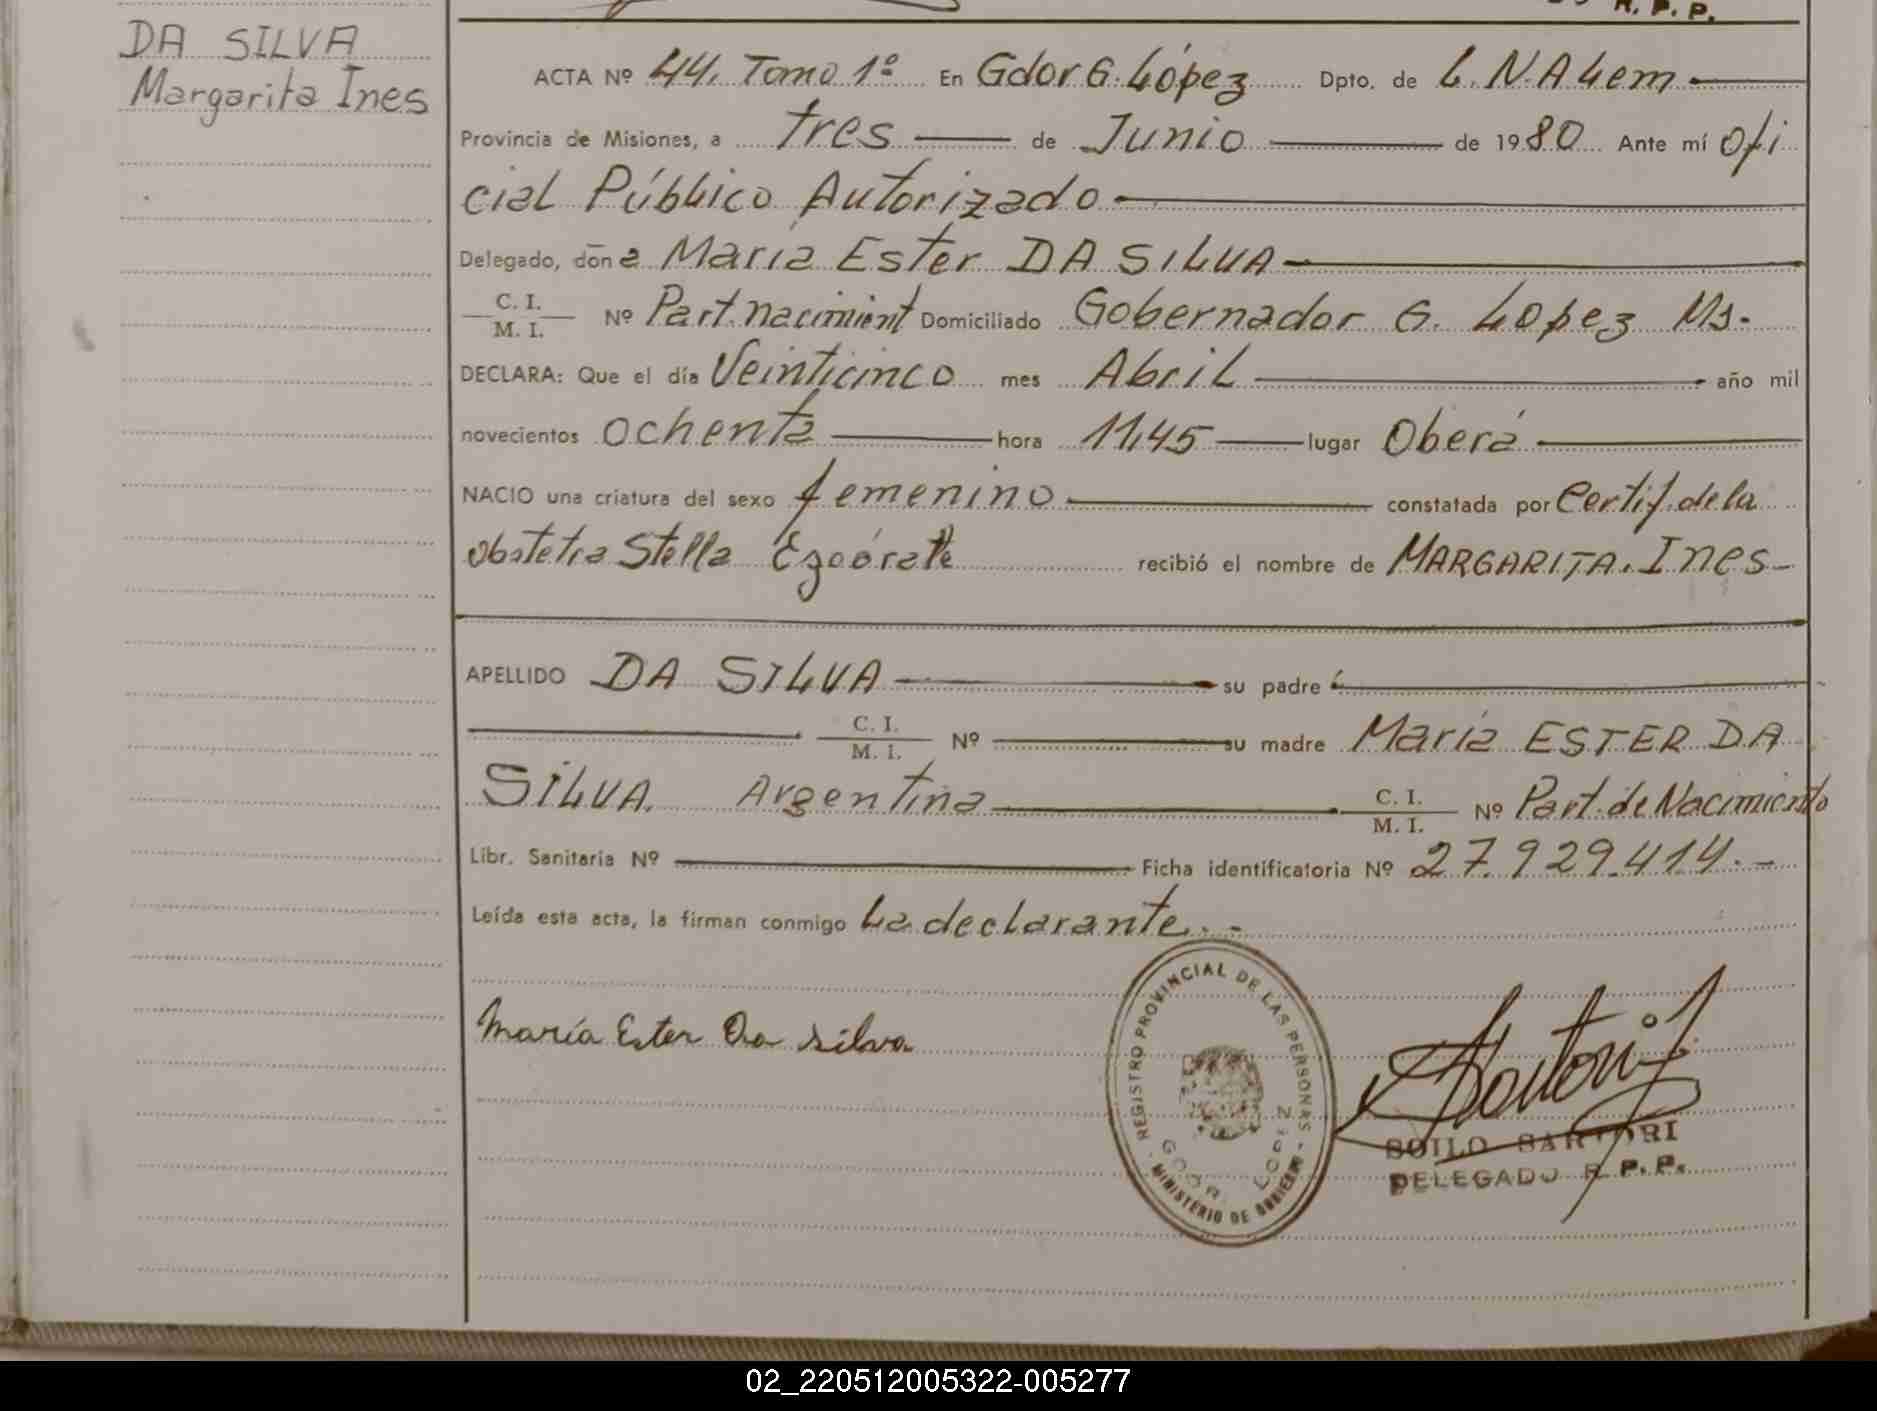 R. P. P.
DA SILVA
Margarita Ines
ACTA Nº 44. Tomo 1º En Gdor G. López Dpto. de L. N. Alem
Provincia de Misiones, a tres de Junio de 1980 Ante mí Ofi
cial Público Autorizado
Delegado, doña María Ester DA SILVA
C. I.
M. I. Nº Part. nacimient Domiciliado Gobernador G. Lopez Ms.
DECLARA: Que el día Veinticinco mes Abril año mil
novecientos ochenta hora 11,45 lugar Oberá
NACIO una criatura del sexo femenino constatada por Certif. de la
obstetra Stella recibió el nombre de MARGARITA. Ines
APELLIDO DA SILVA su padre
C. I.
M. I. Nº su madre María ESTER DA
SILVA. Argentina C. I.
M. I. Nº Part. de Nacimiento
Libr. Sanitaria Nº Ficha identificatoria Nº 27.929.414.
Leída esta acta, la firman conmigo La declarante.
María Ester Da silva
REGISTRO PROVINCIAL DE LAS PERSONAS
GDOR. LOPEZ
MINISTERIO DE GOBIERNO
SOILO SARTORI
DELEGADO R. P. P.
02_220512005322-005277